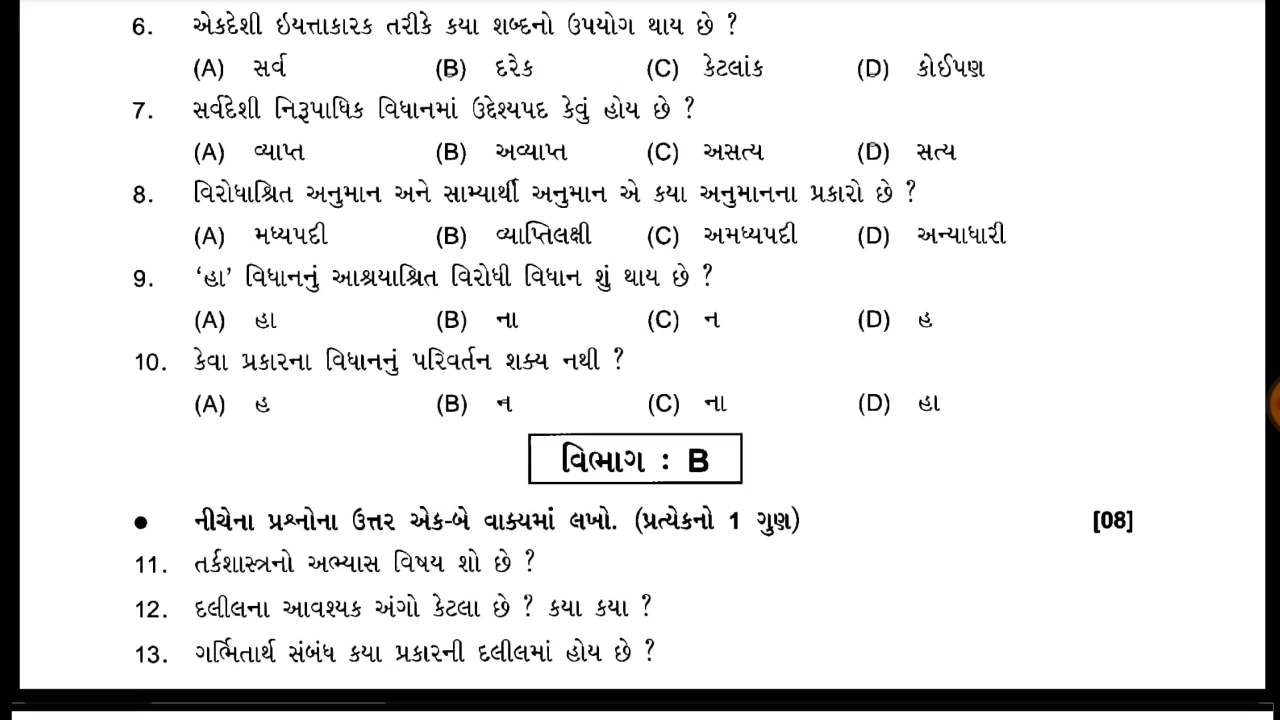 6. એકદેશી ઇયત્તાકારક તરીકે કયા શબ્દનો ઉપયોગ થાય છે ?
(A) સર્વ (B) દરેક (C) કેટલાંક (D) કોઈપણ
7. સર્વદેશી નિરૂપાધિક વિધાનમાં ઉદ્દેશ્યપદ કેવું હોય છે ?
(A) વ્યાપ્ત (B) અવ્યાપ્ત (C) અસત્ય (D) સત્ય
8. વિરોધાશ્રિત અનુમાન અને સામ્યાર્થી અનુમાન એ કયા અનુમાનના પ્રકારો છે ?
(A) મધ્યપદી (B) વ્યાપ્તિલક્ષી (C) અમધ્યપદી (D) અન્યાધારી
9. ‘હા’ વિધાનનું આશ્રયાશ્રિત વિરોધી વિધાન શું થાય છે ?
(A) હા (B) ના (C) ન (D) હ
10. કેવા પ્રકારના વિધાનનું પરિવર્તન શક્ય નથી ?
(A) હ (B) ન (C) ના (D) હા
વિભાગ : B
● નીચેના પ્રશ્નોના ઉત્તર એક-બે વાક્યમાં લખો. (પ્રત્યેકનો 1 ગુણ) [08]
11. તર્કશાસ્ત્રનો અભ્યાસ વિષય શો છે ?
12. દલીલના આવશ્યક અંગો કેટલા છે ? કયા કયા ?
13. ગર્ભિતાર્થ સંબંધ કયા પ્રકારની દલીલમાં હોય છે ?